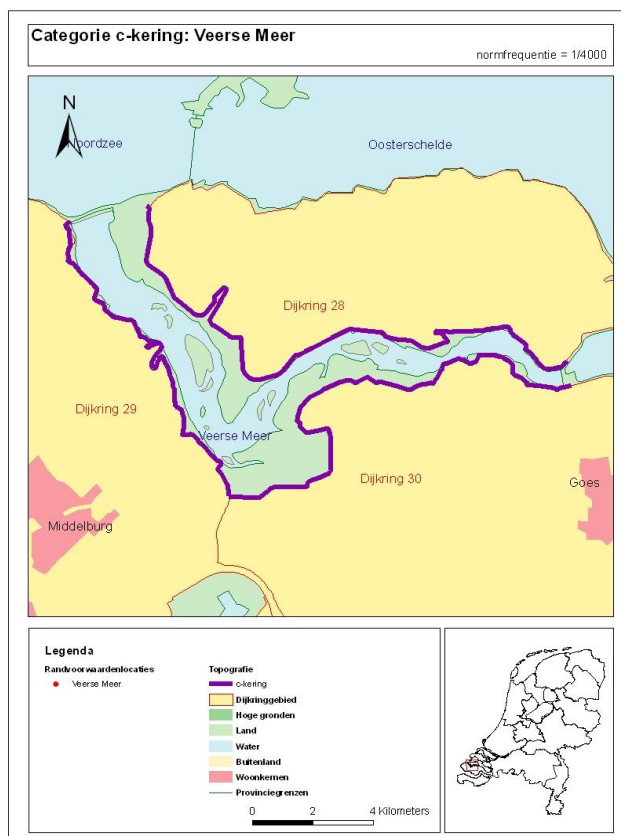 Categorie c-kering: Veerse Meer
normfrequentie = 1/4000
N
Noordzee
Oosterschelde
Dijkring 28
Dijkring 29
Veerse Meer
Dijkring 30
Goes
Middelburg
Legenda
Randvoorwaardenlocaties
Veerse Meer
Topografie
c-kering
Dijkringgebied
Hoge gronden
Land
Water
Buitenland
Woonkernen
Provinciegrenzen
0 2 4 Kilometers